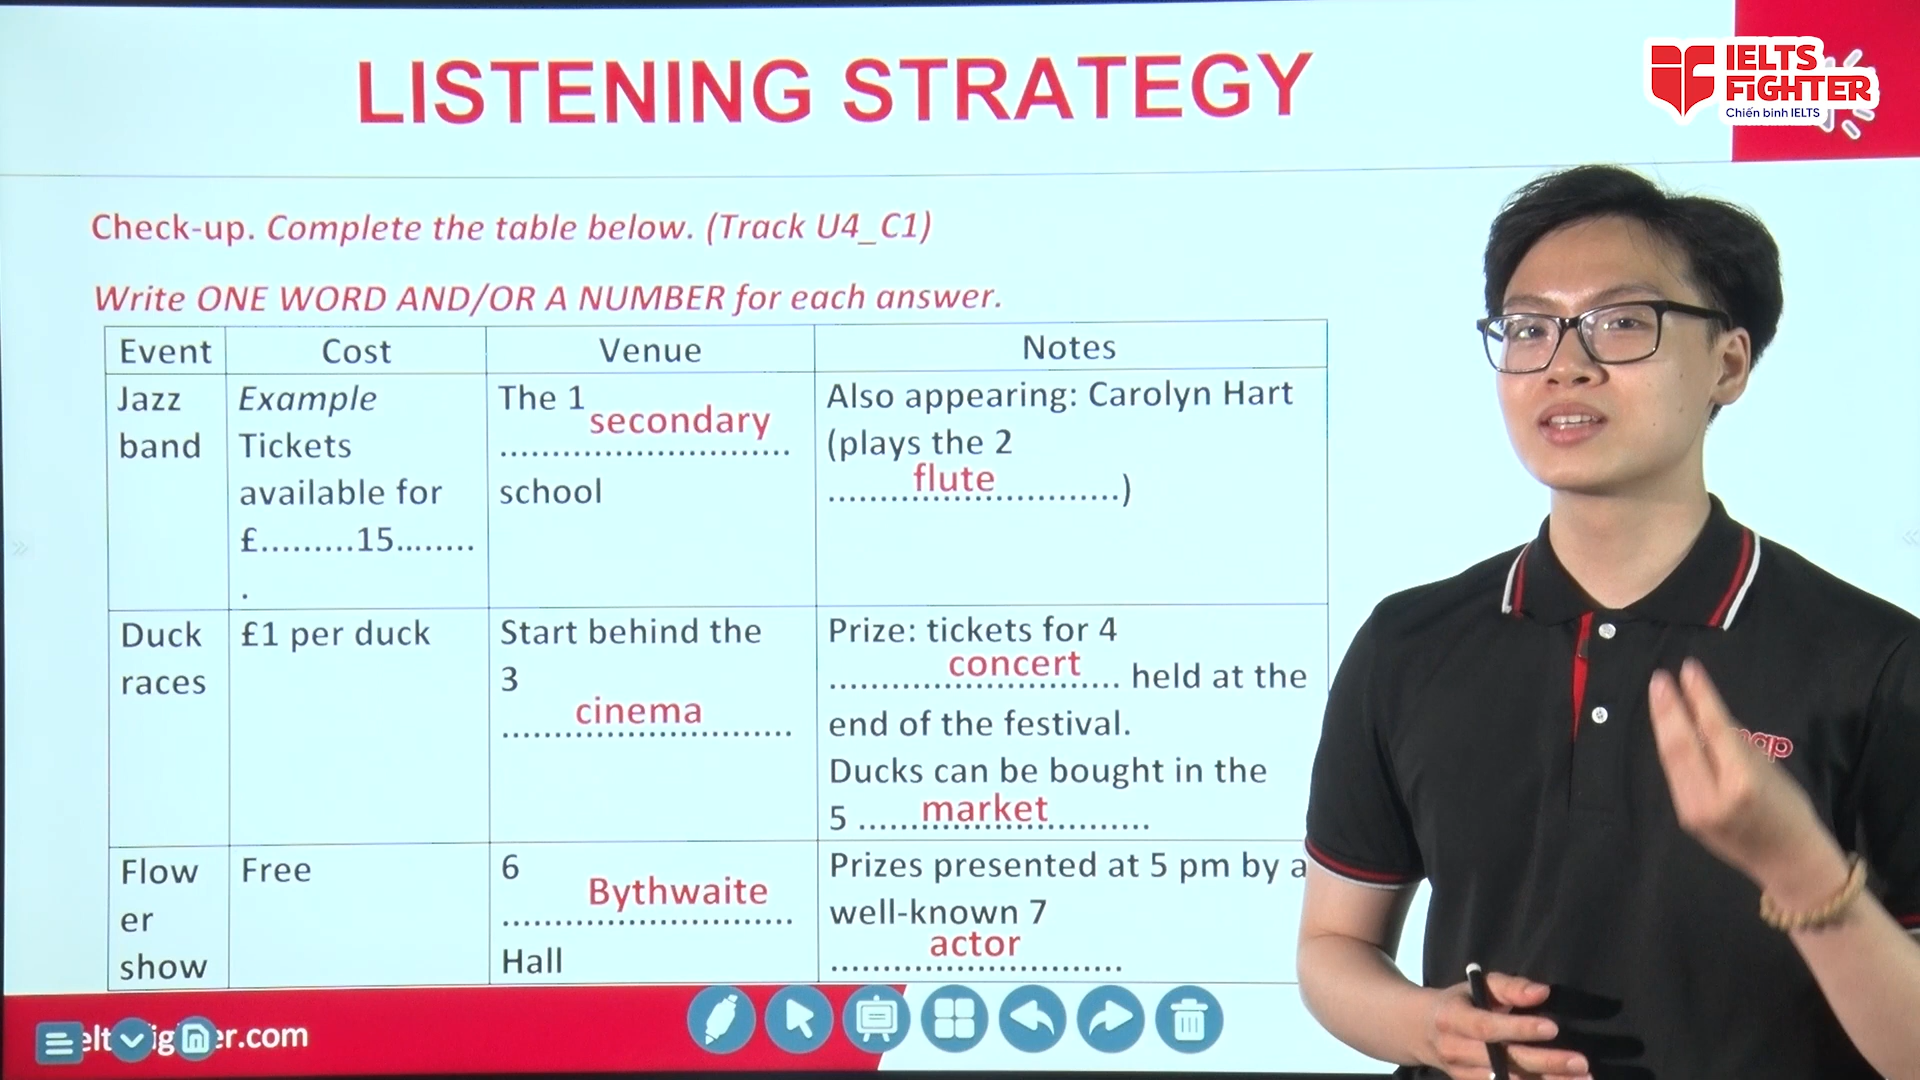 LISTENING STRATEGY
IELTS
FiGHTER
Chiến binh IELTS
Check-up. Complete the table below. (Track U4_C1)
Write ONE WORD AND/OR A NUMBER for each answer.
Event Cost Venue Notes
Jazz
band
Example
Tickets
available for
£.........15........
.
The 1
secondary
............................
school
Also appearing: Carolyn Hart
(plays the 2
flute
............................)
Duck
races
£1 per duck
Start behind the
3
cinema
............................
Prize: tickets for 4
concert
............................ held at the
end of the festival.
Ducks can be bought in the
5 ............................
market
Flow
er
show
Free
6
Bythwaite
............................
Hall
Prizes presented at 5 pm by a
well-known 7
actor
............................
er.com